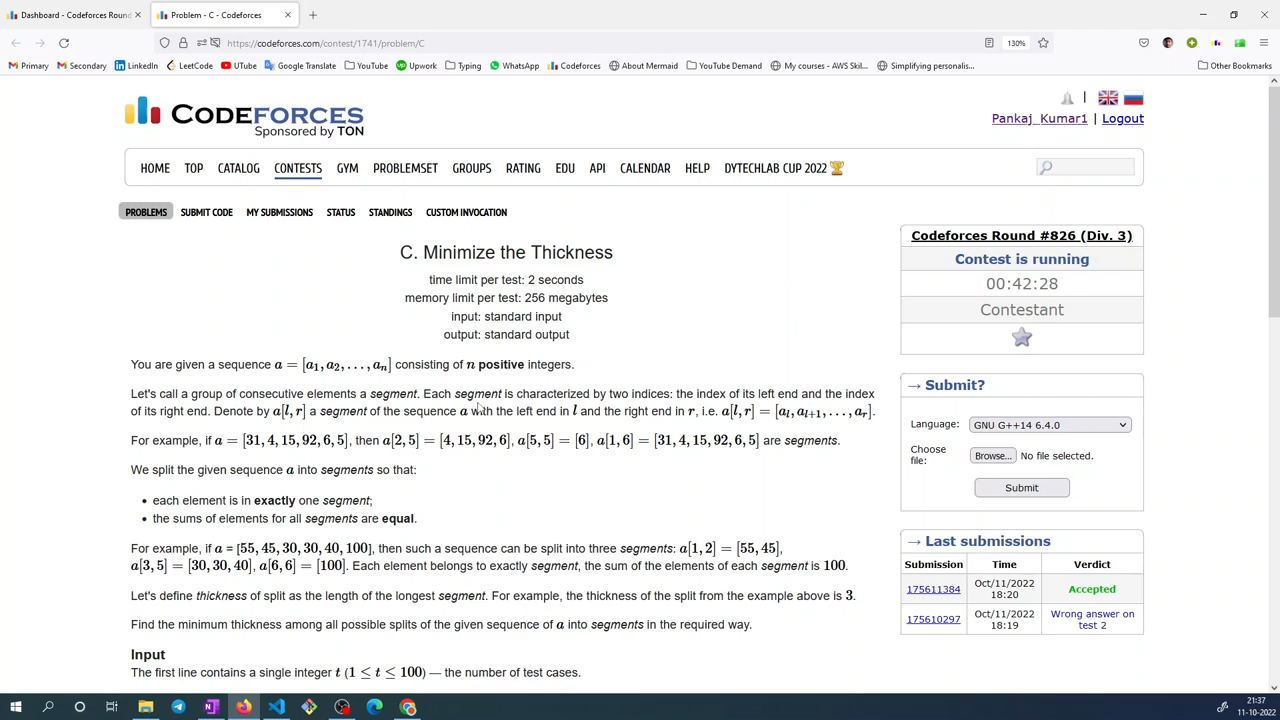 Dashboard - Codeforces Round
Problem - C - Codeforces
https://codeforces.com/contest/1741/problem/C
130%
Primary
Secondary
LinkedIn
LeetCode
UTube
Google Translate
YouTube
Upwork
Typing
WhatsApp
Codeforces
About Mermaid
YouTube Demand
My courses - AWS Skil...
Simplifying personalis...
Other Bookmarks
CODEFORCES
Sponsored by TON
Pankaj_Kumar1 | Logout
HOME TOP CATALOG CONTESTS GYM PROBLEMSET GROUPS RATING EDU API CALENDAR HELP DYTECHLAB CUP 2022
PROBLEMS SUBMIT CODE MY SUBMISSIONS STATUS STANDINGS CUSTOM INVOCATION
C. Minimize the Thickness
time limit per test: 2 seconds
memory limit per test: 256 megabytes
input: standard input
output: standard output
You are given a sequence a = [a1, a2, . . . , an] consisting of n positive integers.
Let's call a group of consecutive elements a segment. Each segment is characterized by two indices: the index of its left end and the index
of its right end. Denote by a[l, r] a segment of the sequence a with the left end in l and the right end in r, i.e. a[l, r] = [al, al+1, . . . , ar].
For example, if a = [31, 4, 15, 92, 6, 5], then a[2, 5] = [4, 15, 92, 6], a[5, 5] = [6], a[1, 6] = [31, 4, 15, 92, 6, 5] are segments.
We split the given sequence a into segments so that:
• each element is in exactly one segment;
• the sums of elements for all segments are equal.
For example, if a = [55, 45, 30, 30, 40, 100], then such a sequence can be split into three segments: a[1, 2] = [55, 45],
a[3, 5] = [30, 30, 40], a[6, 6] = [100]. Each element belongs to exactly segment, the sum of the elements of each segment is 100.
Let's define thickness of split as the length of the longest segment. For example, the thickness of the split from the example above is 3.
Find the minimum thickness among all possible splits of the given sequence of a into segments in the required way.
Input
The first line contains a single integer t (1 ≤ t ≤ 100) — the number of test cases.
Codeforces Round #826 (Div. 3)
Contest is running
00:42:28
Contestant
→ Submit?
Language: GNU G++14 6.4.0
Choose
file: Browse... No file selected.
Submit
→ Last submissions
Submission Time Verdict
175611384 Oct/11/2022 18:20 Accepted
175610297 Oct/11/2022 18:19 Wrong answer on test 2
21:37
11-10-2022